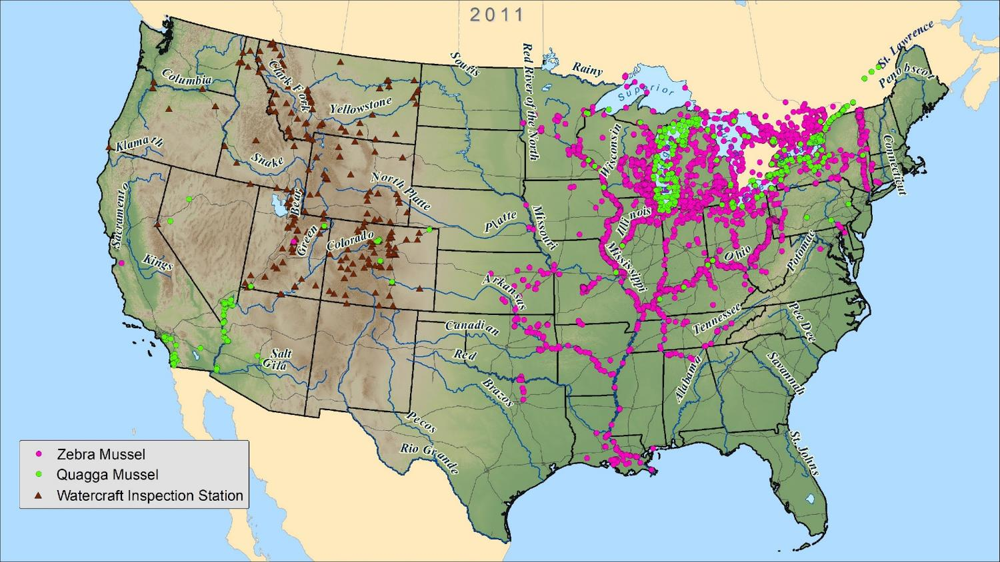 2011
St. Lawrence
Penobscot
Souris
Red River of the North
Rainy
Superior
Columbia
Clark Fork
Yellowstone
Wisconsin
Klamath
Snake
Connecticut
Sacramento
Bear
North Platte
Platte
Missouri
Illinois
Green
Colorado
Kings
Mississippi
Ohio
Potomac
Arkansas
Tennessee
Pee Dee
Canadian
Salt
Gila
Red
Brazos
Alabama
Savannah
Pecos
Rio Grande
St. Johns
Zebra Mussel
Quagga Mussel
Watercraft Inspection Station